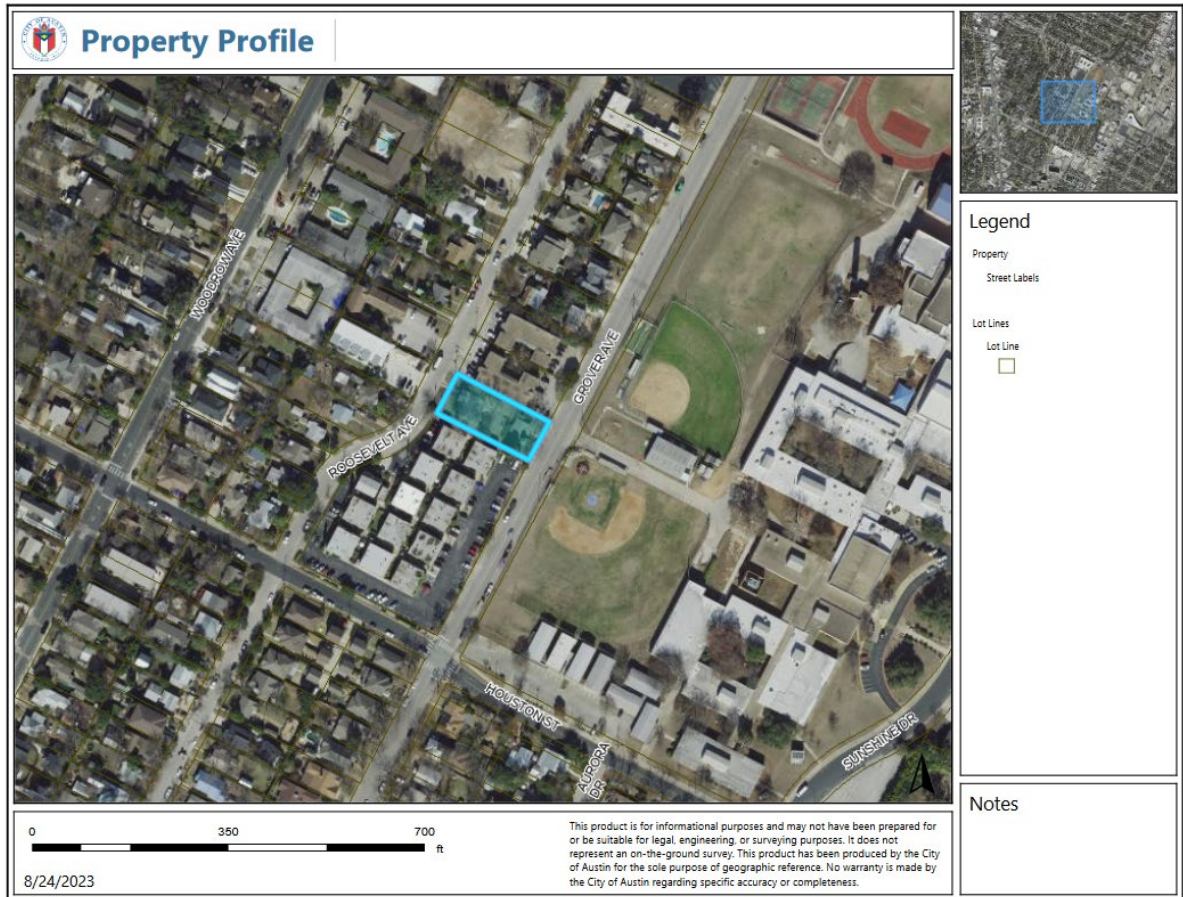 Property Profile
WOODROW AVE
GROVER AVE
ROOSEVELT AVE
HOUSTON ST
AURORA
DR
SUNSHINE DR
Legend
Property
Street Labels
Lot Lines
Lot Line
Notes
0 350 700
ft
8/24/2023
This product is for informational purposes and may not have been prepared for
or be suitable for legal, engineering, or surveying purposes. It does not
represent an on-the-ground survey. This product has been produced by the City
of Austin for the sole purpose of geographic reference. No warranty is made by
the City of Austin regarding specific accuracy or completeness.